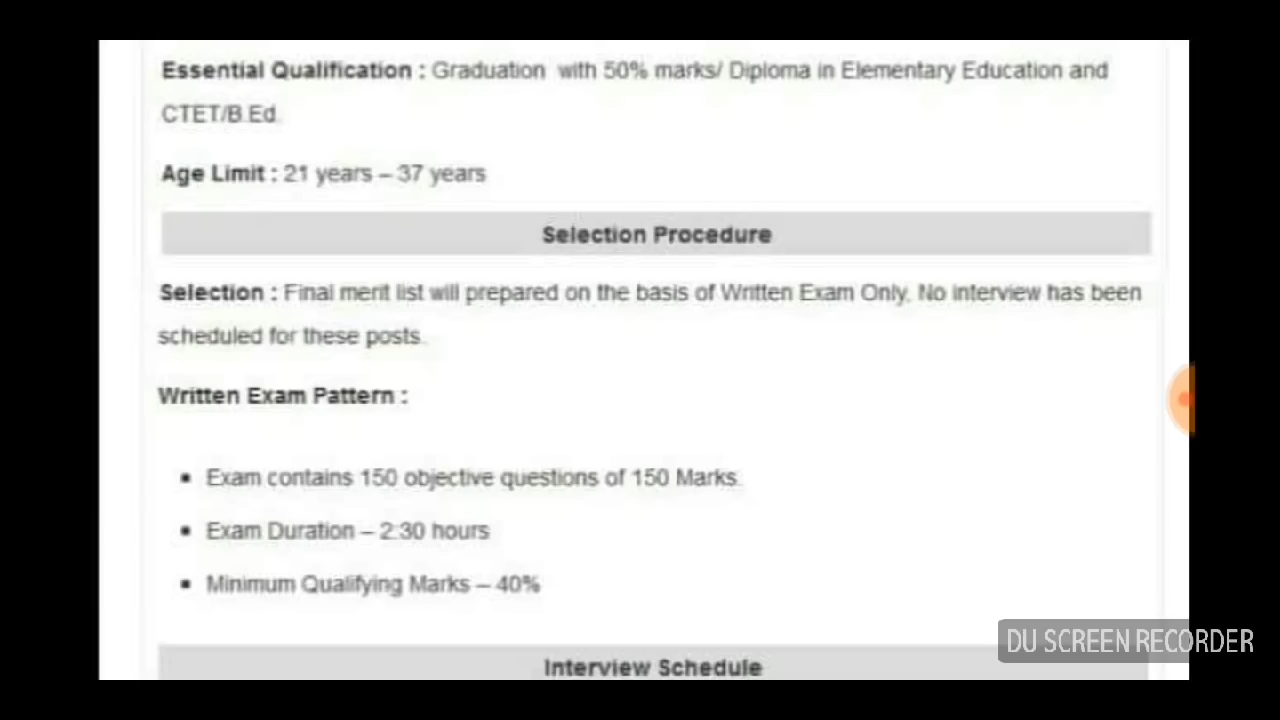 Essential Qualification : Graduation with 50% marks/ Diploma in Elementary Education and
CTET/B.Ed.
Age Limit : 21 years – 37 years
Selection Procedure
Selection : Final merit list will prepared on the basis of Written Exam Only. No interview has been
scheduled for these posts.
Written Exam Pattern :
▪ Exam contains 150 objective questions of 150 Marks.
▪ Exam Duration – 2:30 hours
▪ Minimum Qualifying Marks – 40%
DU SCREEN RECORDER
Interview Schedule